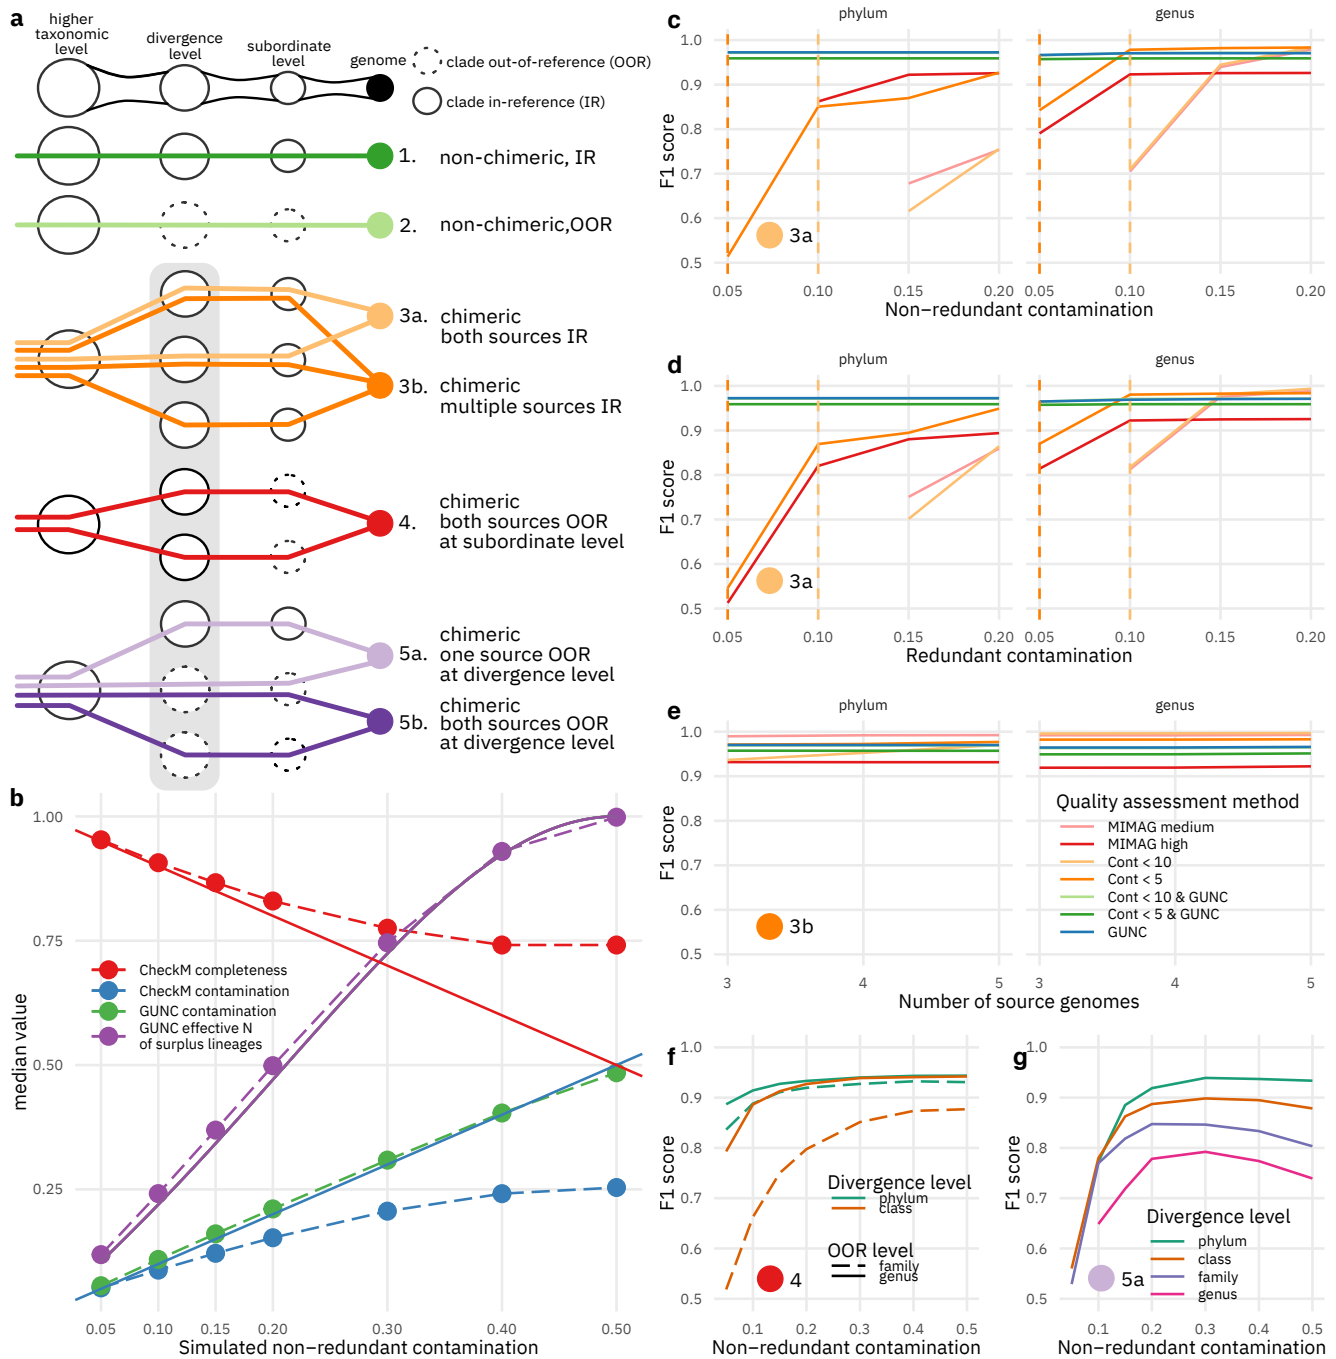 a
higher
taxonomic
level
divergence
level
subordinate
level
genome
clade out-of-reference (OOR)
clade in-reference (IR)
1. non-chimeric, IR
2. non-chimeric,OOR
3a. chimeric
both sources IR
3b. chimeric
multiple sources IR
4. chimeric
both sources OOR
at subordinate level
5a. chimeric
one source OOR
at divergence level
5b. chimeric
both sources OOR
at divergence level
b
median value
1.00
0.75
0.50
0.25
CheckM completeness
CheckM contamination
GUNC contamination
GUNC effective N
of surplus lineages
0.05 0.10 0.15 0.20 0.30 0.40 0.50
Simulated non−redundant contamination
c
phylum genus
F1 score
1.0
0.9
0.8
0.7
0.6
0.5
3a
0.05 0.10 0.15 0.20 0.05 0.10 0.15 0.20
Non−redundant contamination
d
phylum genus
F1 score
1.0
0.9
0.8
0.7
0.6
0.5
3a
0.05 0.10 0.15 0.20 0.05 0.10 0.15 0.20
Redundant contamination
e
phylum genus
F1 score
1.0
0.9
0.8
0.7
0.6
0.5
3b
Quality assessment method
MIMAG medium
MIMAG high
Cont < 10
Cont < 5
Cont < 10 & GUNC
Cont < 5 & GUNC
GUNC
3 4 5 3 4 5
Number of source genomes
f
F1 score
1.0
0.9
0.8
0.7
0.6
0.5
Divergence level
phylum
class
OOR level
family
genus
4
0.1 0.2 0.3 0.4 0.5
Non−redundant contamination
g
F1 score
1.0
0.9
0.8
0.7
0.6
0.5
Divergence level
phylum
class
family
genus
5a
0.1 0.2 0.3 0.4 0.5
Non−redundant contamination